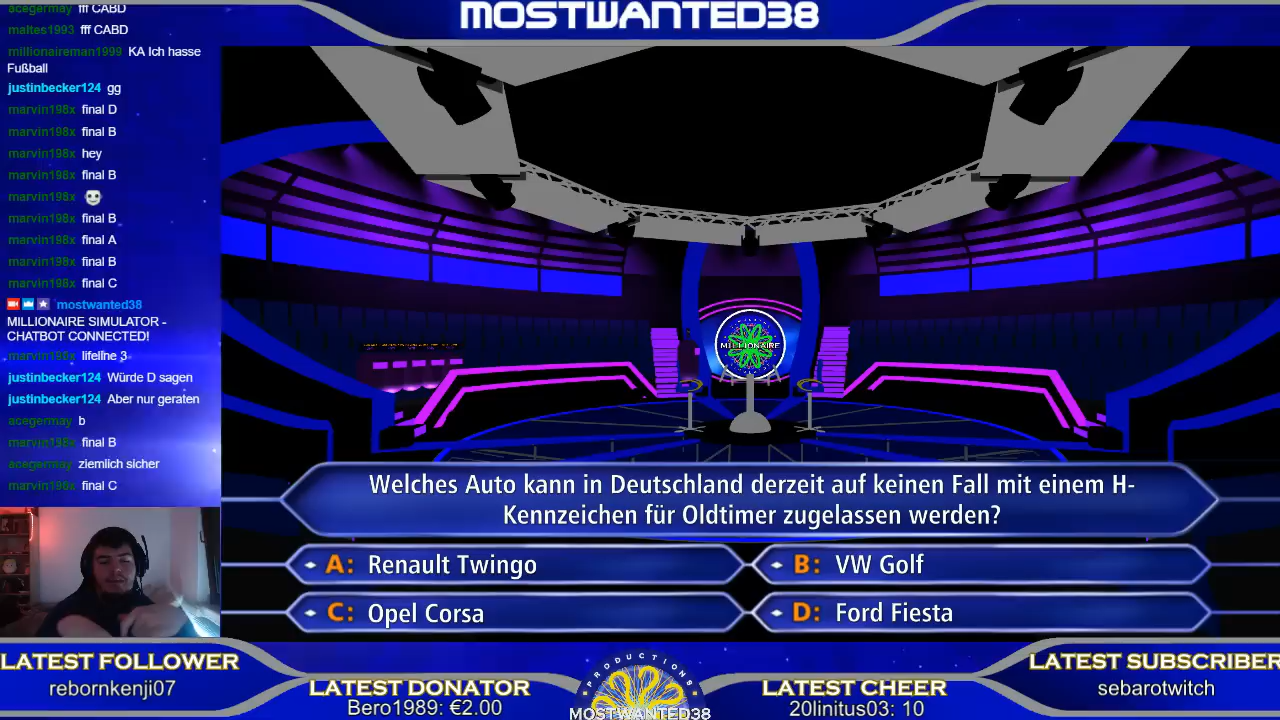 MOSTWANTED38
acegermay fff CABD
maltes1993 fff CABD
millionaireman1999 KA Ich hasse
Fußball
justinbecker124 gg
marvin198x final D
marvin198x final B
marvin198x hey
marvin198x final B
marvin198x
marvin198x final B
marvin198x final A
marvin198x final B
marvin198x final C
mostwanted38
MILLIONAIRE SIMULATOR -
CHATBOT CONNECTED!
marvin198x lifeline 3
justinbecker124 Würde D sagen
justinbecker124 Aber nur geraten
acegermay b
marvin198x final B
acegermay ziemlich sicher
marvin198x final C
MILLIONAIRE
Welches Auto kann in Deutschland derzeit auf keinen Fall mit einem H-
Kennzeichen für Oldtimer zugelassen werden?
A: Renault Twingo
B: VW Golf
C: Opel Corsa
D: Ford Fiesta
LATEST FOLLOWER
rebornkenji07
LATEST DONATOR
Bero1989: €2.00
PRODUCTIONS
MOSTWANTED38
LATEST CHEER
20linitus03: 10
LATEST SUBSCRIBER
sebarotwitch